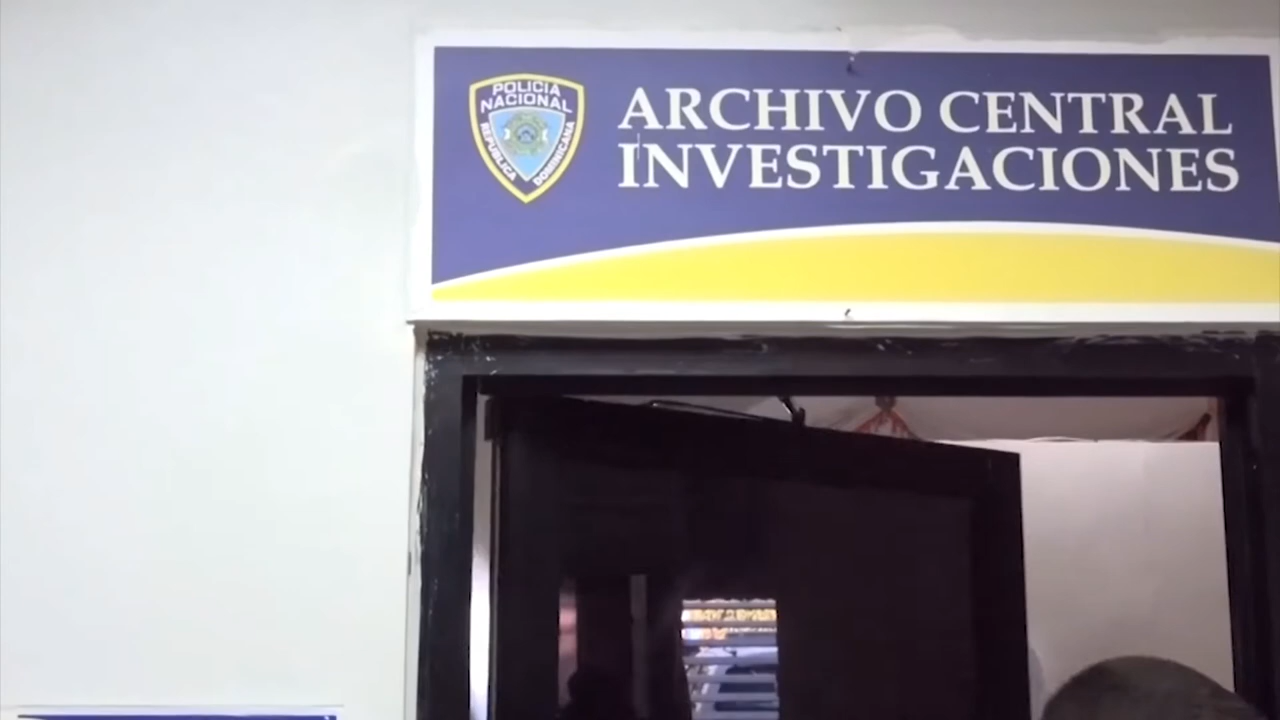 POLICIA
NACIONAL
REPUBLICA
DOMINICANA
ARCHIVO CENTRAL
INVESTIGACIONES